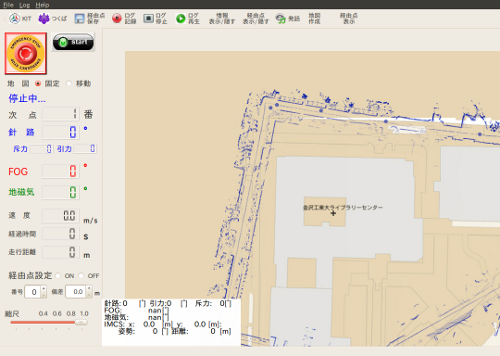 File Log Help
KIT つくば 経由点保存 ログ記録 ログ停止 ログ再生 情報表示/隠す 経由点表示/隠す 発話 地図作成 経由点表示
EMERGENCY STOP
start
地 図 固定 移動
停止中...
次 点 1 番
針 路 0 °
斥力 0 引力 0 °
FOG 0 °
地磁気 0 °
速 度 0.0 m/s
経過時間 0 s
走行距離 0 m
経由点設定 ON OFF
番号 0 偏差 0.0 m
縮尺 0.4 0.6 0.8 1.0
金沢工業大ライブラリーセンター
針路: 0 [°] 引力:0 [°] 斥力: 0[°]
FOG: nan [°]
地磁気: nan [°]
IMCS: x: 0.0 [m] y: 0.0 [m]:
姿勢: 0 [°] 距離: 0 [m]